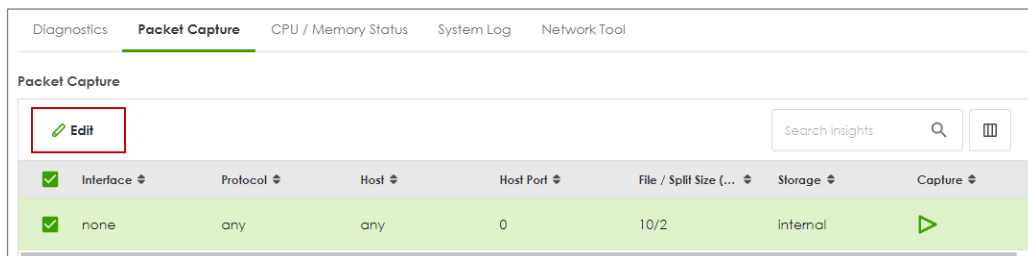 Diagnostics Packet Capture CPU / Memory Status System Log Network Tool
Packet Capture
Edit Search insights
Interface Protocol Host Host Port File / Split Size (... Storage Capture
none any any 0 10/2 internal